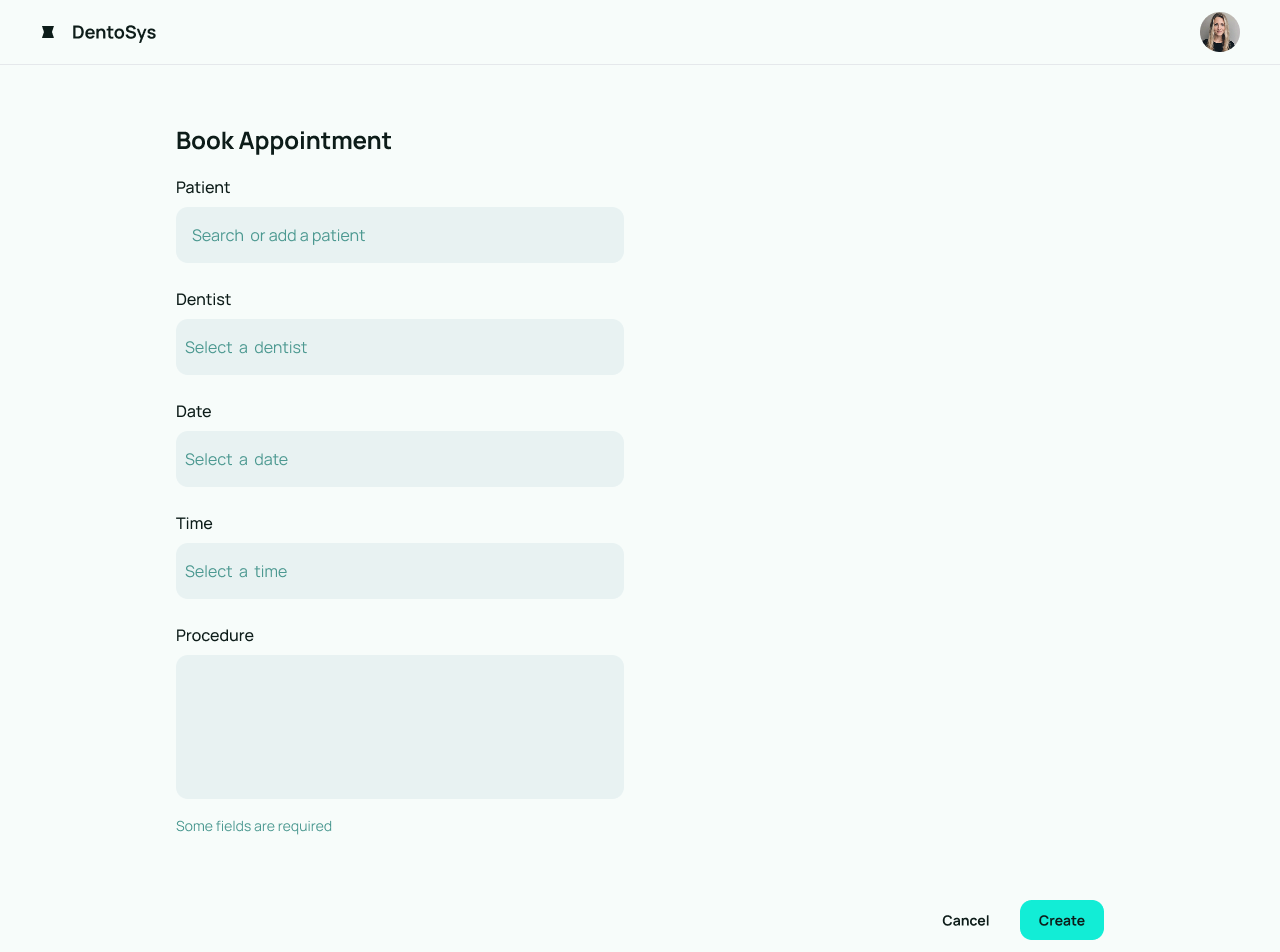 DentoSys
Book Appointment
Patient
Search or add a patient
Dentist
Select a dentist
Date
Select a date
Time
Select a time
Procedure
Some fields are required
Cancel
Create